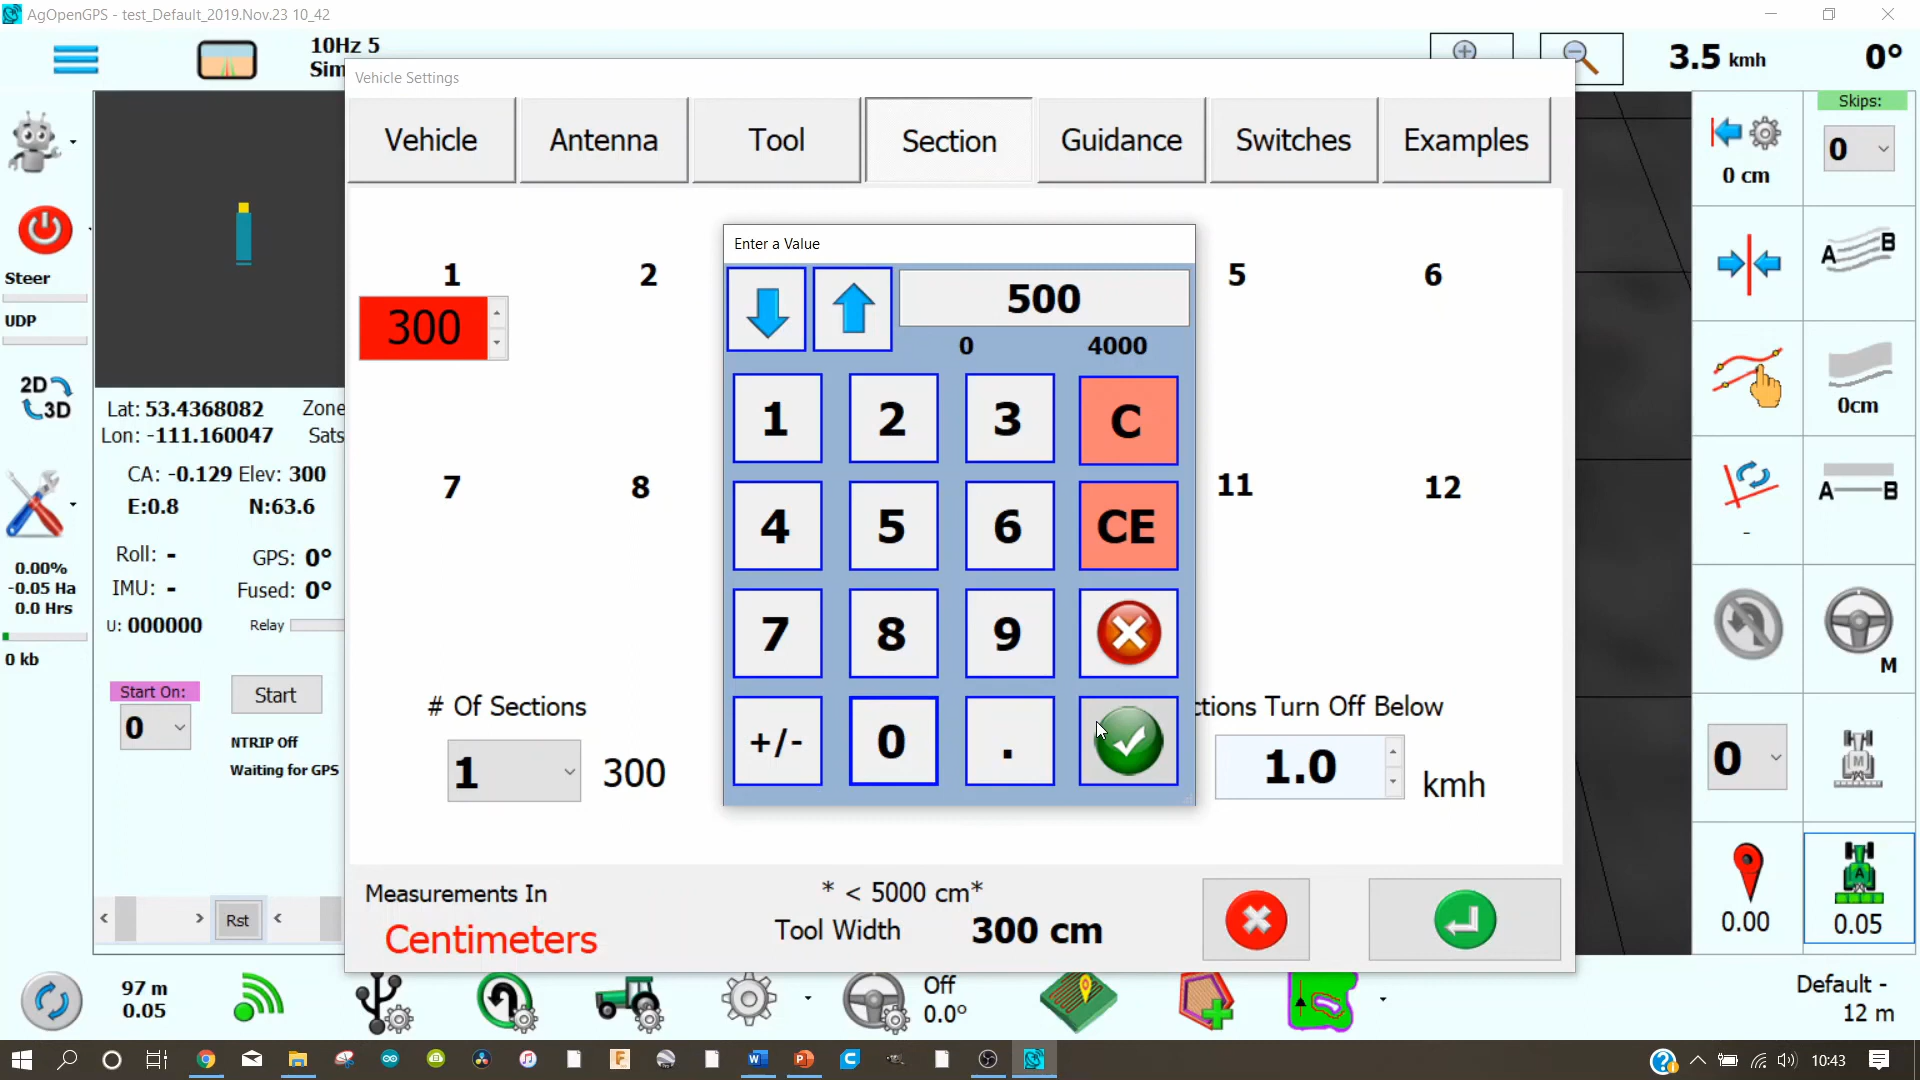 AgOpenGPS - test_Default_2019.Nov.23 10_42
10Hz 5
Sim
3.5 kmh
0°
Vehicle Settings
Vehicle
Antenna
Tool
Section
Guidance
Switches
Examples
Skips:
0
0 cm
Enter a Value
500
0
4000
1
2
5
6
300
1
2
3
C
4
5
6
CE
7
8
9
+/-
0
.
7
8
11
12
# Of Sections
1
300
ctions Turn Off Below
1.0
kmh
Measurements In
Centimeters
* < 5000 cm*
Tool Width
300 cm
Steer
UDP
2D
3D
0.00%
-0.05 Ha
0.0 Hrs
0 kb
Lat: 53.4368082
Zone
Lon: -111.160047
Sats
CA: -0.129 Elev: 300
E:0.8
N:63.6
Roll: -
GPS: 0°
IMU: -
Fused: 0°
U: 000000
Relay
Start On:
0
Start
NTRIP Off
Waiting for GPS
<
>
Rst
<
A
B
0cm
-
A
B
M
0
M
0.00
A
0.05
97 m
0.05
Off
0.0°
Default -
12 m
10:43